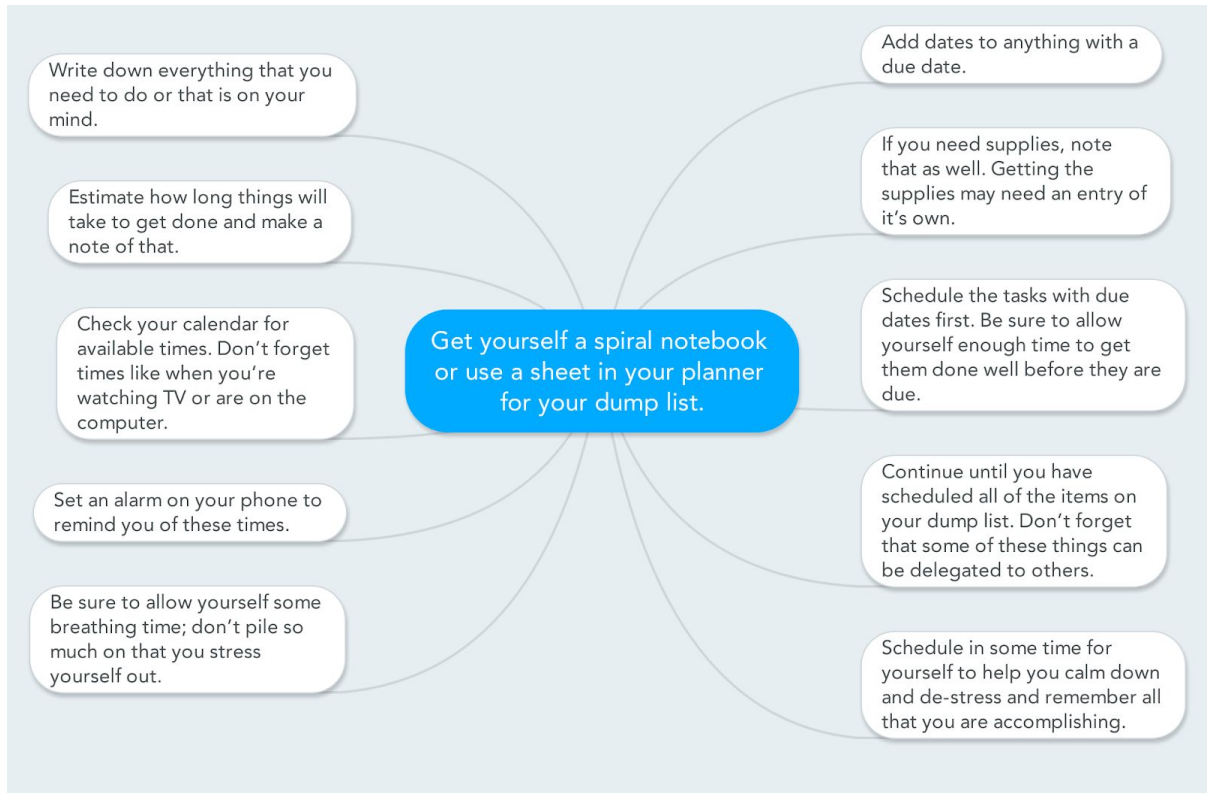 Write down everything that you
need to do or that is on your
mind.
Estimate how long things will
take to get done and make a
note of that.
Check your calendar for
available times. Don’t forget
times like when you’re
watching TV or are on the
computer.
Set an alarm on your phone to
remind you of these times.
Be sure to allow yourself some
breathing time; don’t pile so
much on that you stress
yourself out.
Get yourself a spiral notebook
or use a sheet in your planner
for your dump list.
Add dates to anything with a
due date.
If you need supplies, note
that as well. Getting the
supplies may need an entry of
it’s own.
Schedule the tasks with due
dates first. Be sure to allow
yourself enough time to get
them done well before they are
due.
Continue until you have
scheduled all of the items on
your dump list. Don’t forget
that some of these things can
be delegated to others.
Schedule in some time for
yourself to help you calm down
and de-stress and remember all
that you are accomplishing.